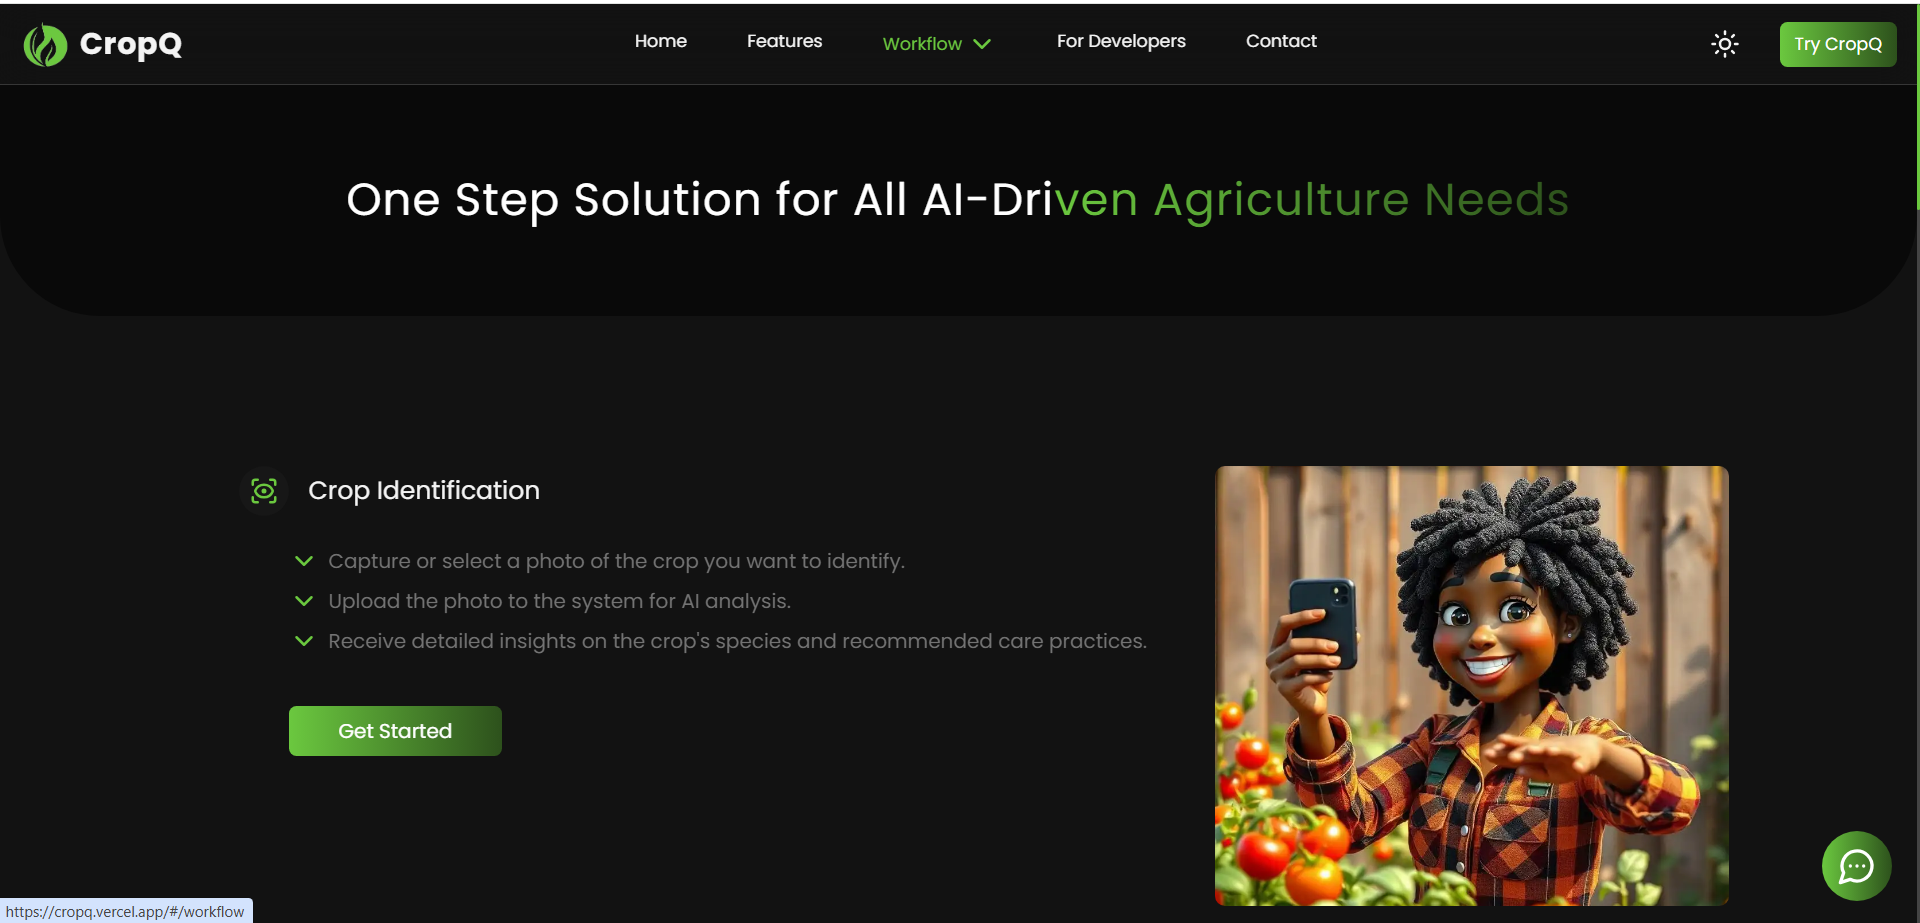 CropQ
Home
Features
Workflow
For Developers
Contact
Try CropQ
One Step Solution for All AI-Driven Agriculture Needs
Crop Identification
Capture or select a photo of the crop you want to identify.
Upload the photo to the system for AI analysis.
Receive detailed insights on the crop's species and recommended care practices.
Get Started
https://cropq.vercel.app/#/workflow